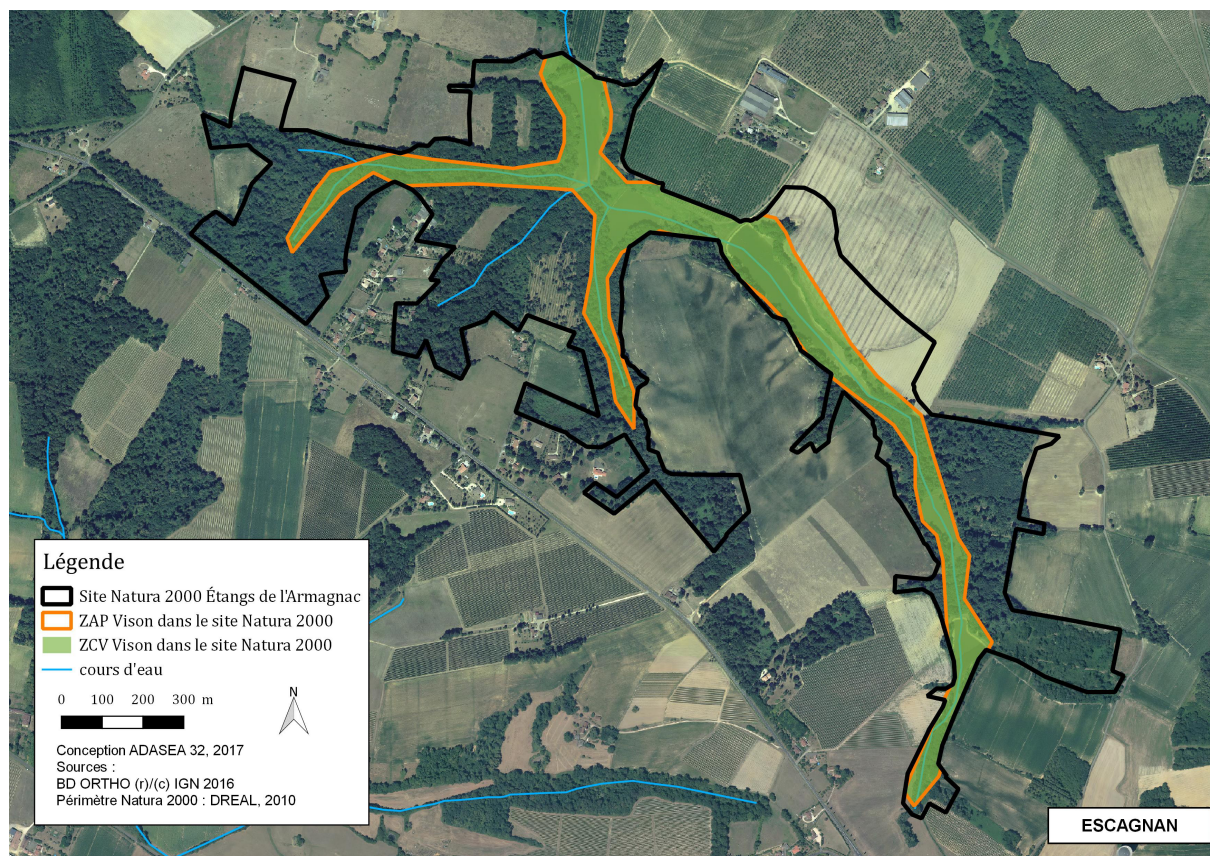 Légende
Site Natura 2000 Étangs de l'Armagnac
ZAP Vison dans le site Natura 2000
ZCV Vison dans le site Natura 2000
cours d'eau
0 100 200 300 m
N
Conception ADASEA 32, 2017
Sources :
BD ORTHO (r)/(c) IGN 2016
Périmètre Natura 2000 : DREAL, 2010
ESCAGNAN